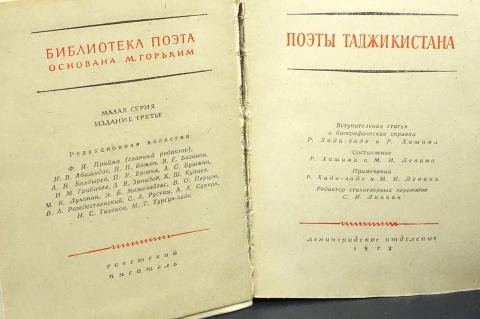 БИБЛИОТЕКА ПОЭТА
ОСНОВАНА М. ГОРЬКИМ
МАЛАЯ СЕРИЯ
ИЗДАНИЕ ТРЕТЬЕ
Редакционная коллегия
Ф. Я. Прийма (главный редактор),
И. В. Абашидзе, Н. П. Бажан, В. Г. Базанов,
А. Н. Болдырев, П. У. Бровка, А. С. Бушмин,
Н. М. Грибачев, А. В. Западов, К. Ш. Кулиев,
М. К. Луконин, Э. Б. Межелайтис, В. О. Перцов,
В. А. Рождественский, С. А. Рустам, А. А. Сурков,
Н. С. Тихонов, М. Т. Турсун-заде
советский
писатель
ПОЭТЫ ТАДЖИКИСТАНА
Вступительная статья
и биографические справки
Р. Хади-заде и Р. Хашима
Составление
Р. Хашима и М. И. Левина
Примечания
Р. Хади-заде и М. И. Левина
Редактор стихотворных переводов
С. И. Липкин
ленинградское отделение
1972